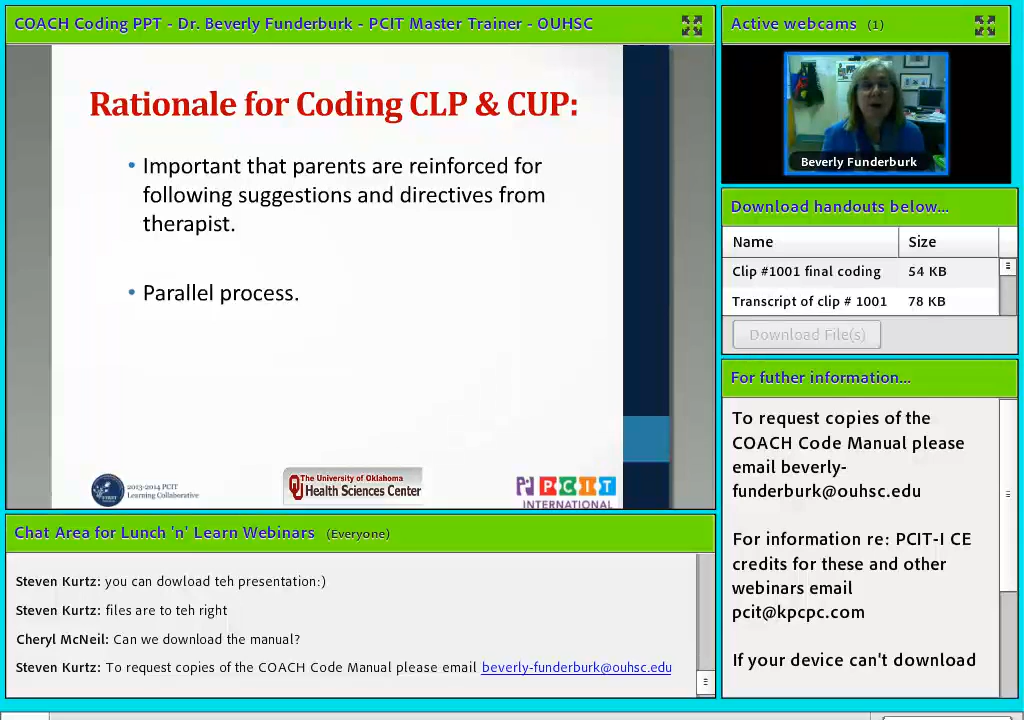 COACH Coding PPT - Dr. Beverly Funderburk - PCIT Master Trainer - OUHSC
Rationale for Coding CLP & CUP:
• Important that parents are reinforced for
following suggestions and directives from
therapist.
• Parallel process.
2013-2014 PCIT
Learning Collaborative
The University of Oklahoma
Health Sciences Center
PCIT
INTERNATIONAL
Active webcams (1)
Beverly Funderburk
Download handouts below...
Name Size
Clip #1001 final coding 54 KB
Transcript of clip # 1001 78 KB
Download File(s)
For futher information...
To request copies of the
COACH Code Manual please
email beverly-
funderburk@ouhsc.edu
For information re: PCIT-I CE
credits for these and other
webinars email
pcit@kpcpc.com
If your device can't download
Chat Area for Lunch 'n' Learn Webinars (Everyone)
Steven Kurtz: you can dowload teh presentation:)
Steven Kurtz: files are to teh right
Cheryl McNeil: Can we download the manual?
Steven Kurtz: To request copies of the COACH Code Manual please email beverly-funderburk@ouhsc.edu